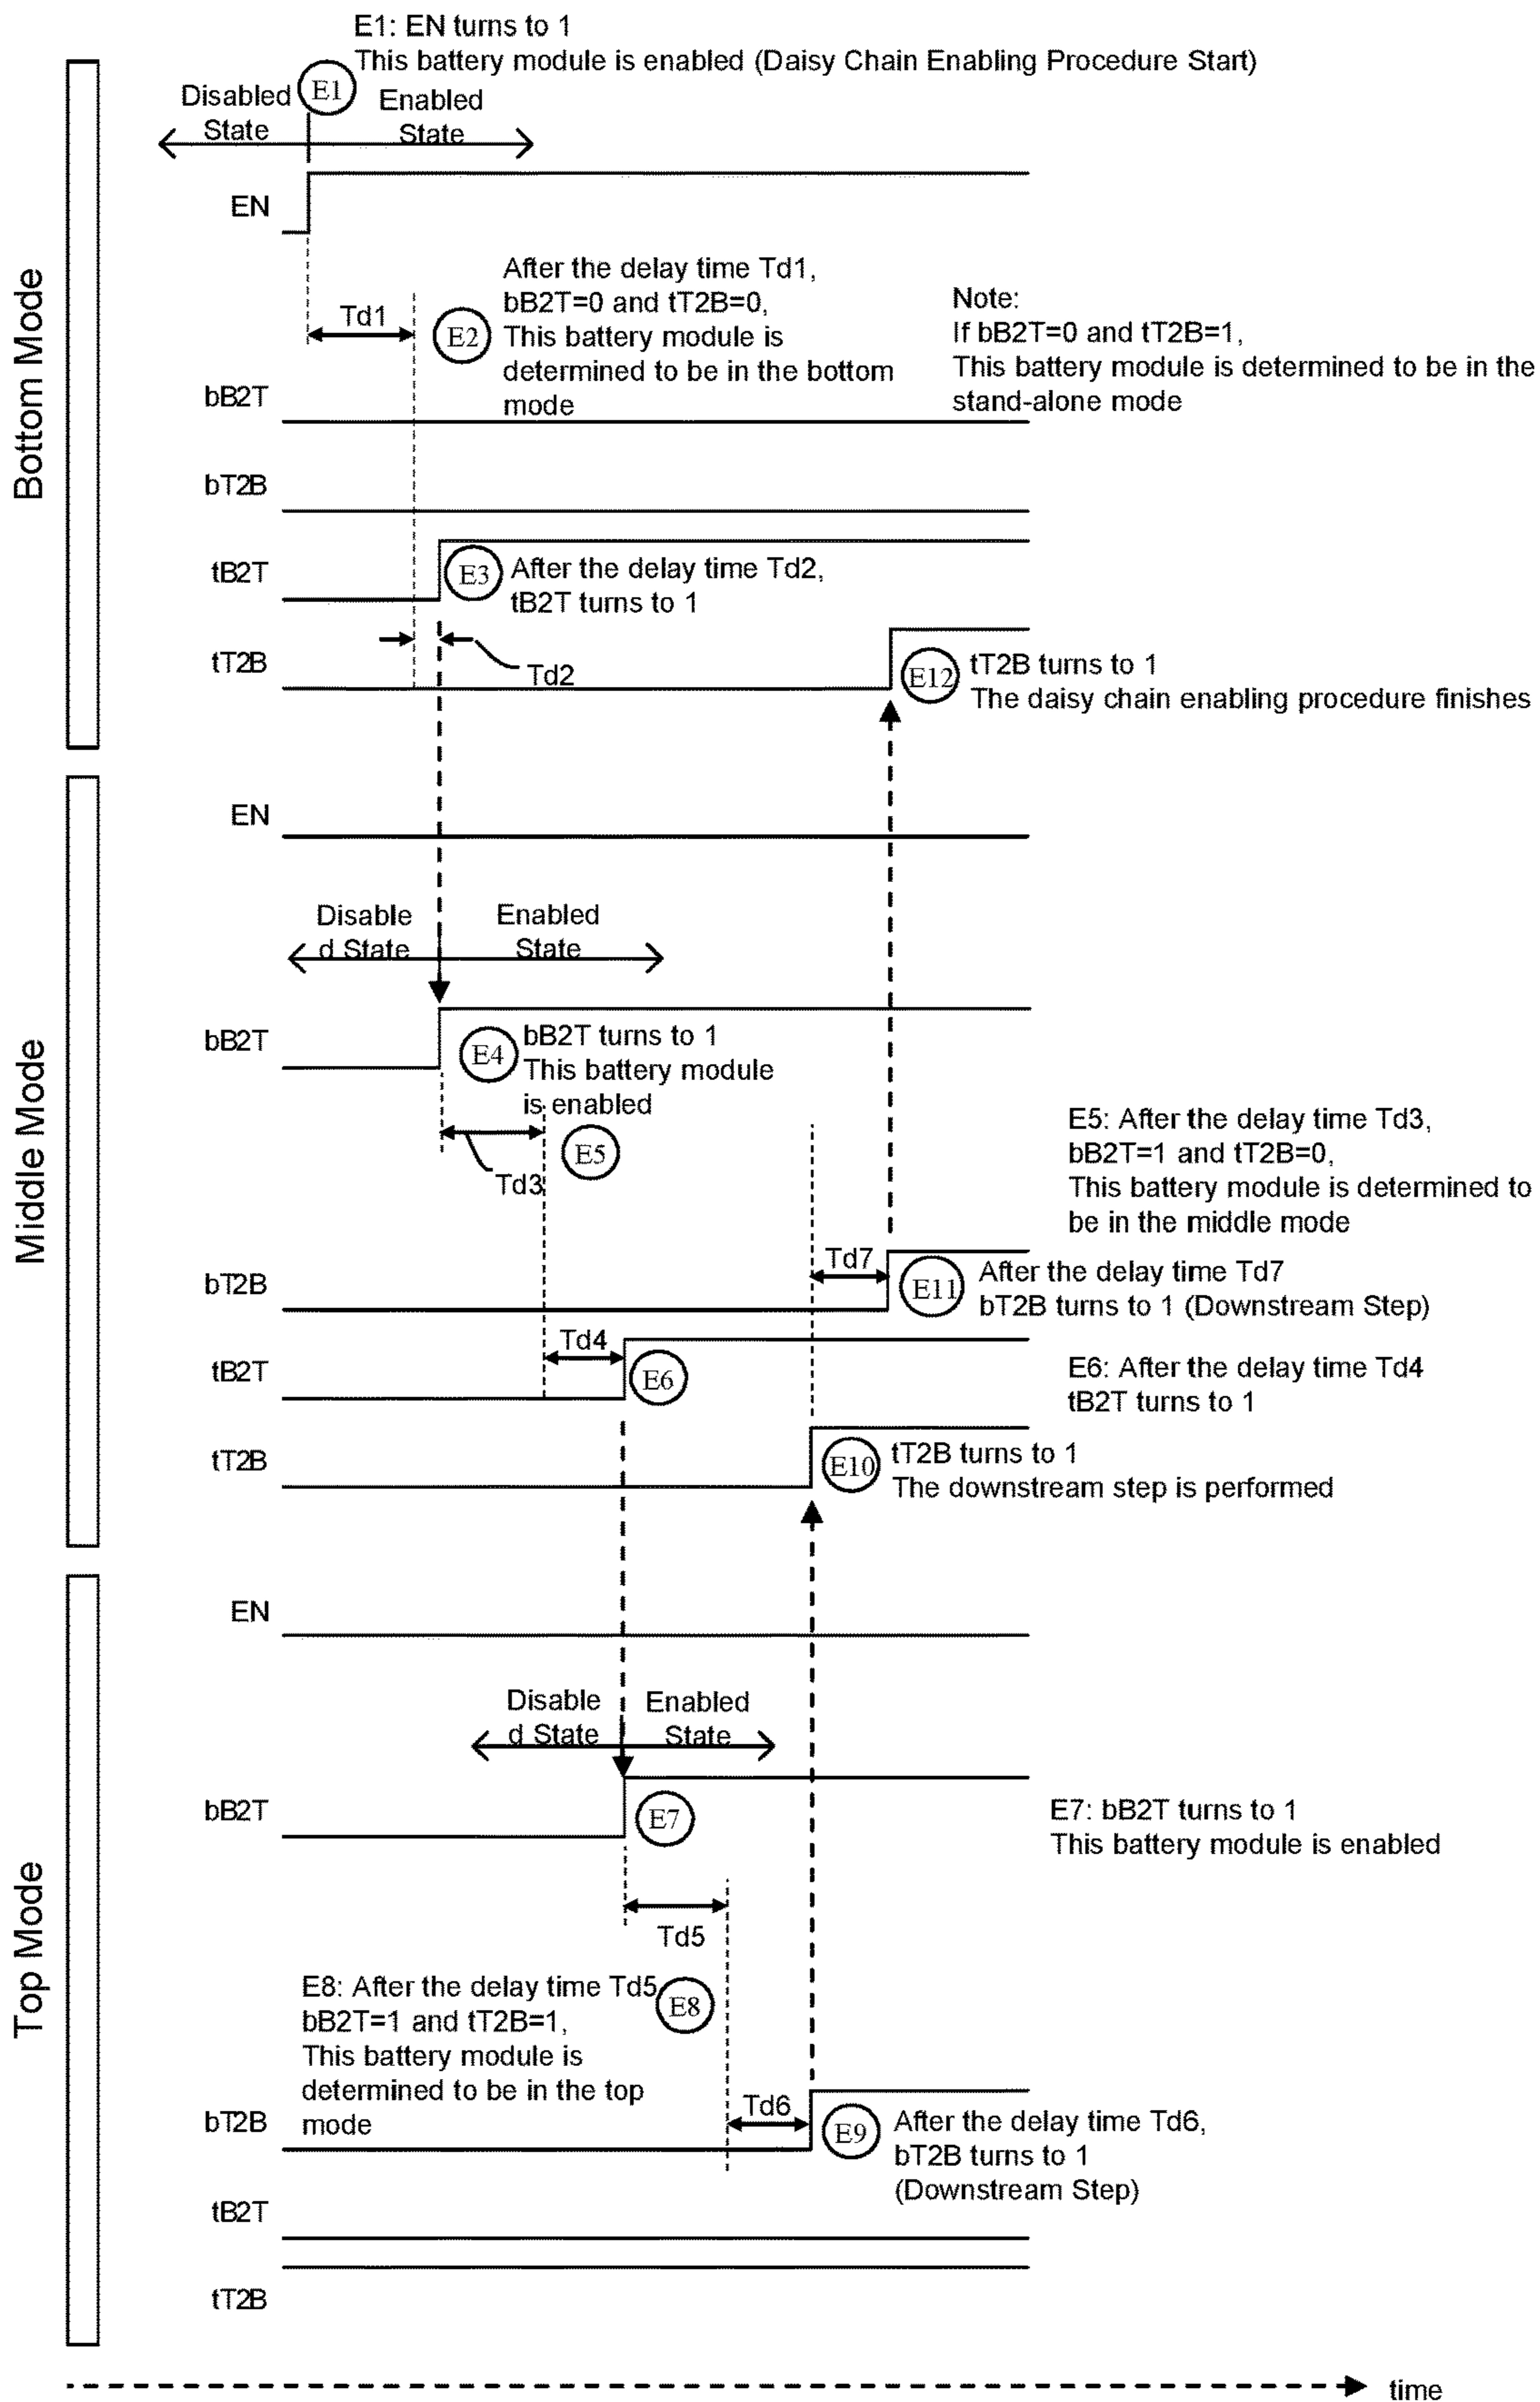 E1: EN turns to 1
This battery module is enabled (Daisy Chain Enabling Procedure Start)
E1
Disabled
State
Enabled
State
EN
Bottom Mode
Td1
E2
After the delay time Td1,
bB2T=0 and tT2B=0,
This battery module is
determined to be in the bottom
mode
Note:
If bB2T=0 and tT2B=1,
This battery module is determined to be in the
stand-alone mode
bB2T
bT2B
tB2T
E3
After the delay time Td2,
tB2T turns to 1
tT2B
Td2
E12
tT2B turns to 1
The daisy chain enabling procedure finishes
Middle Mode
EN
Disable
d State
Enabled
State
bB2T
E4
bB2T turns to 1
This battery module
is enabled
Td3
E5
E5: After the delay time Td3,
bB2T=1 and tT2B=0,
This battery module is determined to
be in the middle mode
bT2B
Td7
E11
After the delay time Td7
bT2B turns to 1 (Downstream Step)
tB2T
Td4
E6
E6: After the delay time Td4
tB2T turns to 1
tT2B
E10
tT2B turns to 1
The downstream step is performed
Top Mode
EN
Disable
d State
Enabled
State
bB2T
E7
E7: bB2T turns to 1
This battery module is enabled
Td5
E8: After the delay time Td5,
bB2T=1 and tT2B=1,
This battery module is
determined to be in the top
mode
E8
bT2B
Td6
E9
After the delay time Td6,
bT2B turns to 1
(Downstream Step)
tB2T
tT2B
time